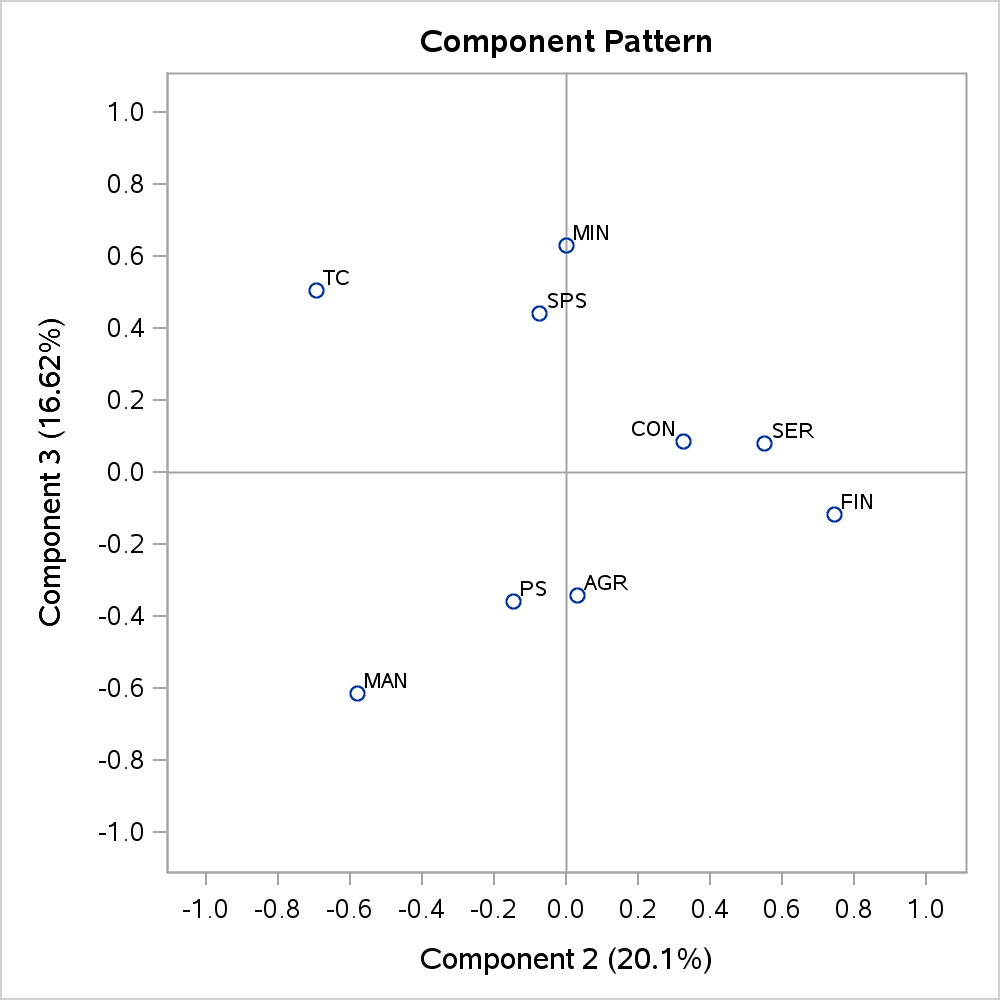 Component Pattern
1.0
0.8
0.6
0.4
0.2
0.0
-0.2
-0.4
-0.6
-0.8
-1.0
Component 3 (16.62%)
MIN
TC
SPS
CON
SER
FIN
AGR
PS
MAN
-1.0 -0.8 -0.6 -0.4 -0.2 0.0 0.2 0.4 0.6 0.8 1.0
Component 2 (20.1%)